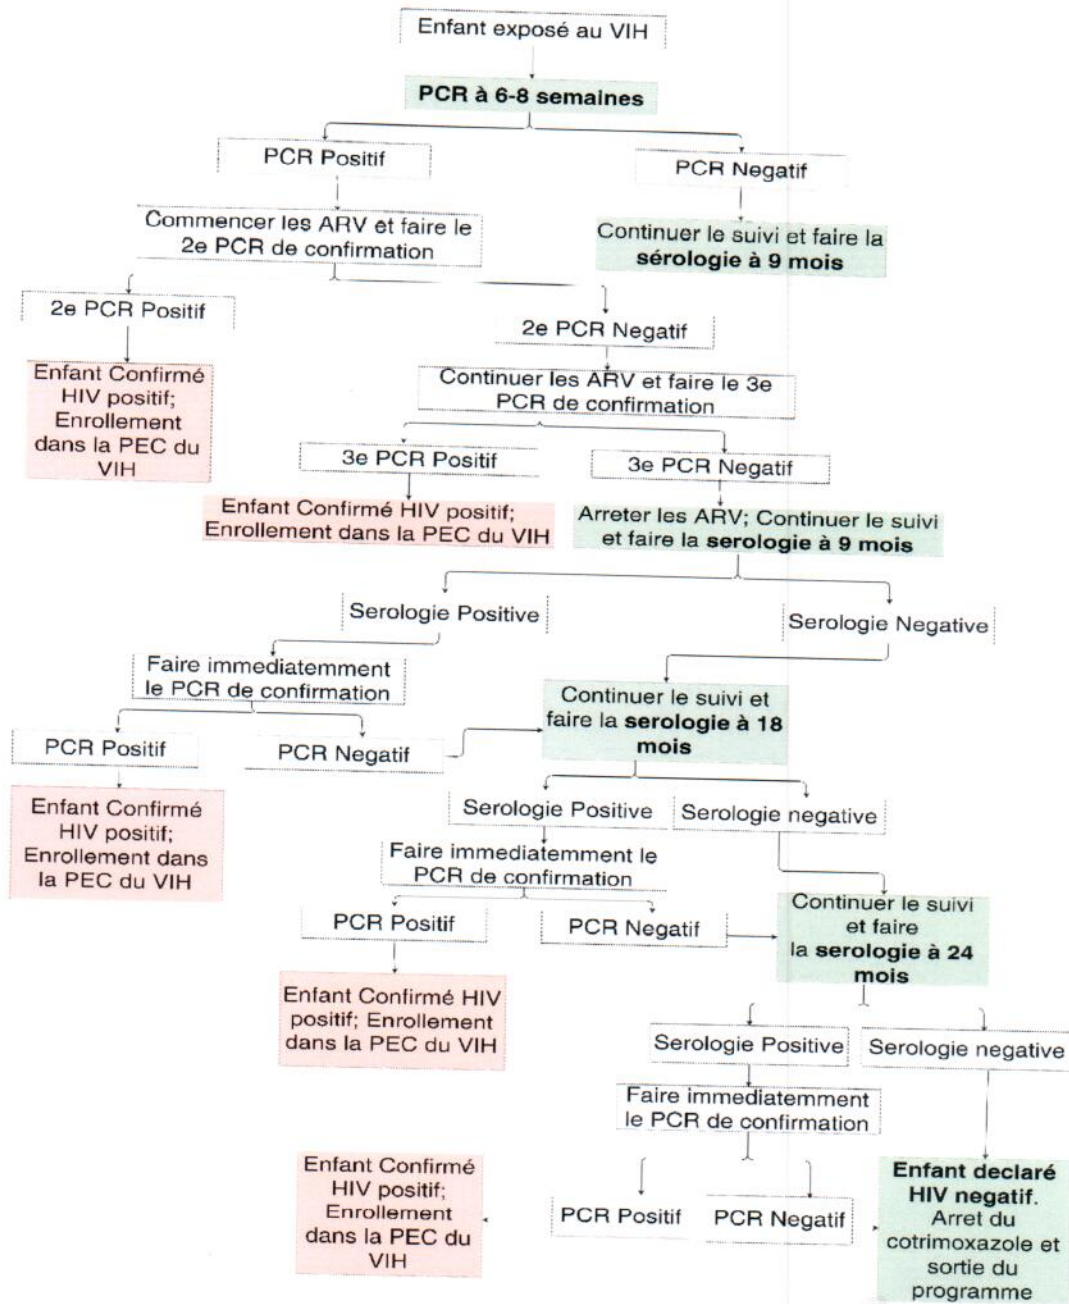 Enfant exposé au VIH
PCR à 6-8 semaines
PCR Positif
PCR Negatif
Commencer les ARV et faire le
2e PCR de confirmation
Continuer le suivi et faire la
sérologie à 9 mois
2e PCR Positif
2e PCR Negatif
Enfant Confirmé
HIV positif;
Enrollement
dans la PEC du
VIH
Continuer les ARV et faire le 3e
PCR de confirmation
3e PCR Positif
3e PCR Negatif
Enfant Confirmé HIV positif;
Enrollement dans la PEC du VIH
Arreter les ARV; Continuer le suivi
et faire la serologie à 9 mois
Serologie Positive
Serologie Negative
Faire immediatemment
le PCR de confirmation
Continuer le suivi et
faire la serologie à 18
mois
PCR Positif
PCR Negatif
Enfant Confirmé
HIV positif;
Enrollement dans
la PEC du VIH
Serologie Positive
Serologie negative
Faire immediatemment le
PCR de confirmation
Continuer le suivi
et faire
la serologie à 24
mois
PCR Positif
PCR Negatif
Enfant Confirmé HIV
positif; Enrollement
dans la PEC du VIH
Serologie Positive
Serologie negative
Faire immediatemment
le PCR de confirmation
Enfant Confirmé
HIV positif;
Enrollement
dans la PEC du
VIH
PCR Positif
PCR Negatif
Enfant declaré
HIV negatif.
Arret du
cotrimoxazole et
sortie du
programme